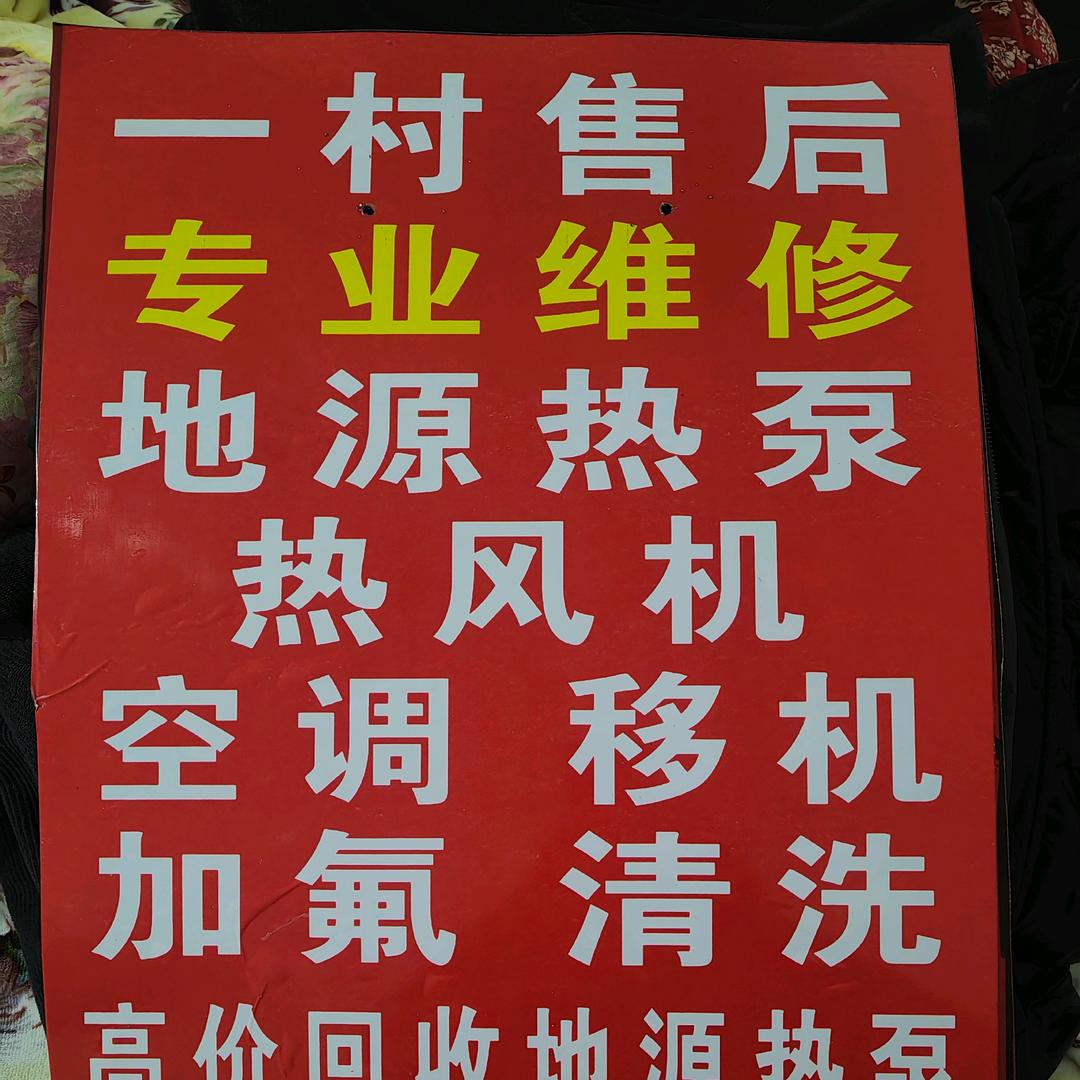 一村售后
专业维修
地源热泵
热风机
空调 移机
加氟 清洗
高价回收地源热泵